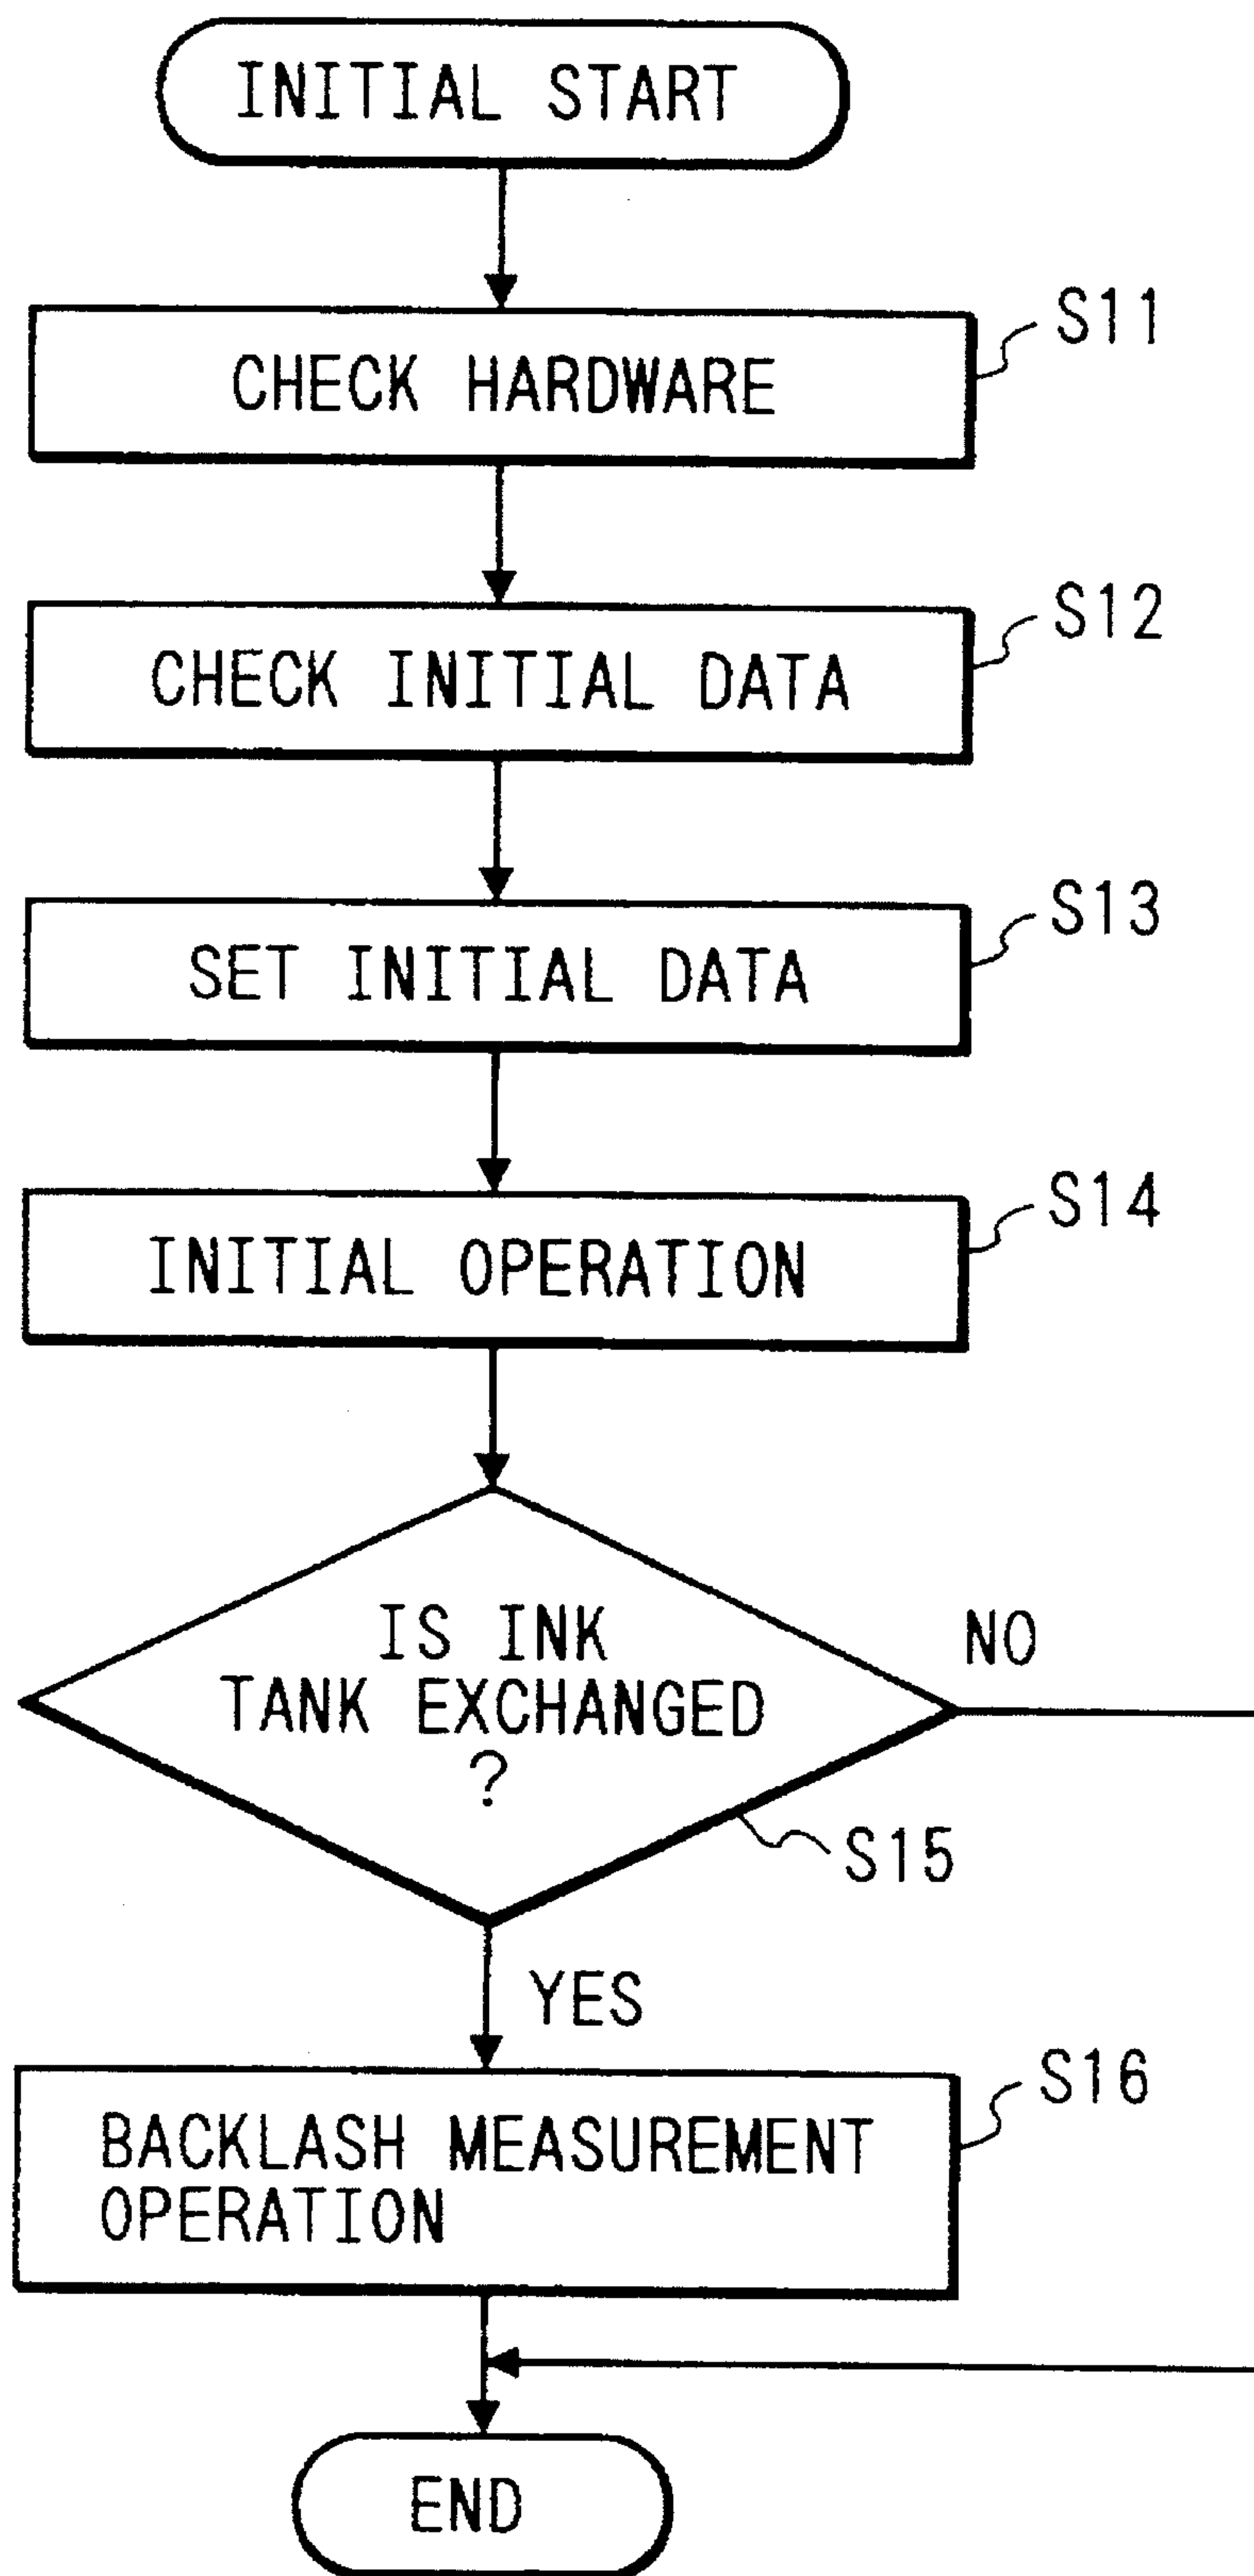 INITIAL START
S11
CHECK HARDWARE
S12
CHECK INITIAL DATA
S13
SET INITIAL DATA
S14
INITIAL OPERATION
IS INK
TANK EXCHANGED
?
NO
S15
YES
S16
BACKLASH MEASUREMENT
OPERATION
END